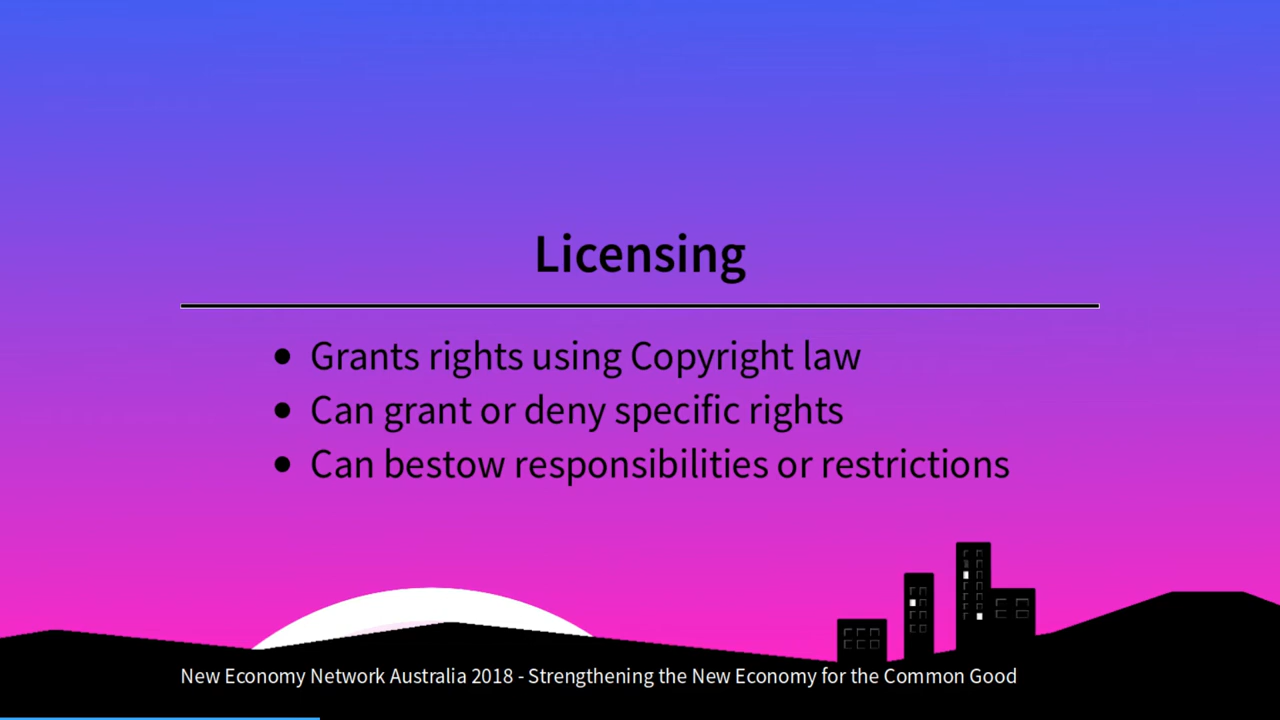 Licensing
Grants rights using Copyright law
Can grant or deny specific rights
Can bestow responsibilities or restrictions
New Economy Network Australia 2018 - Strengthening the New Economy for the Common Good